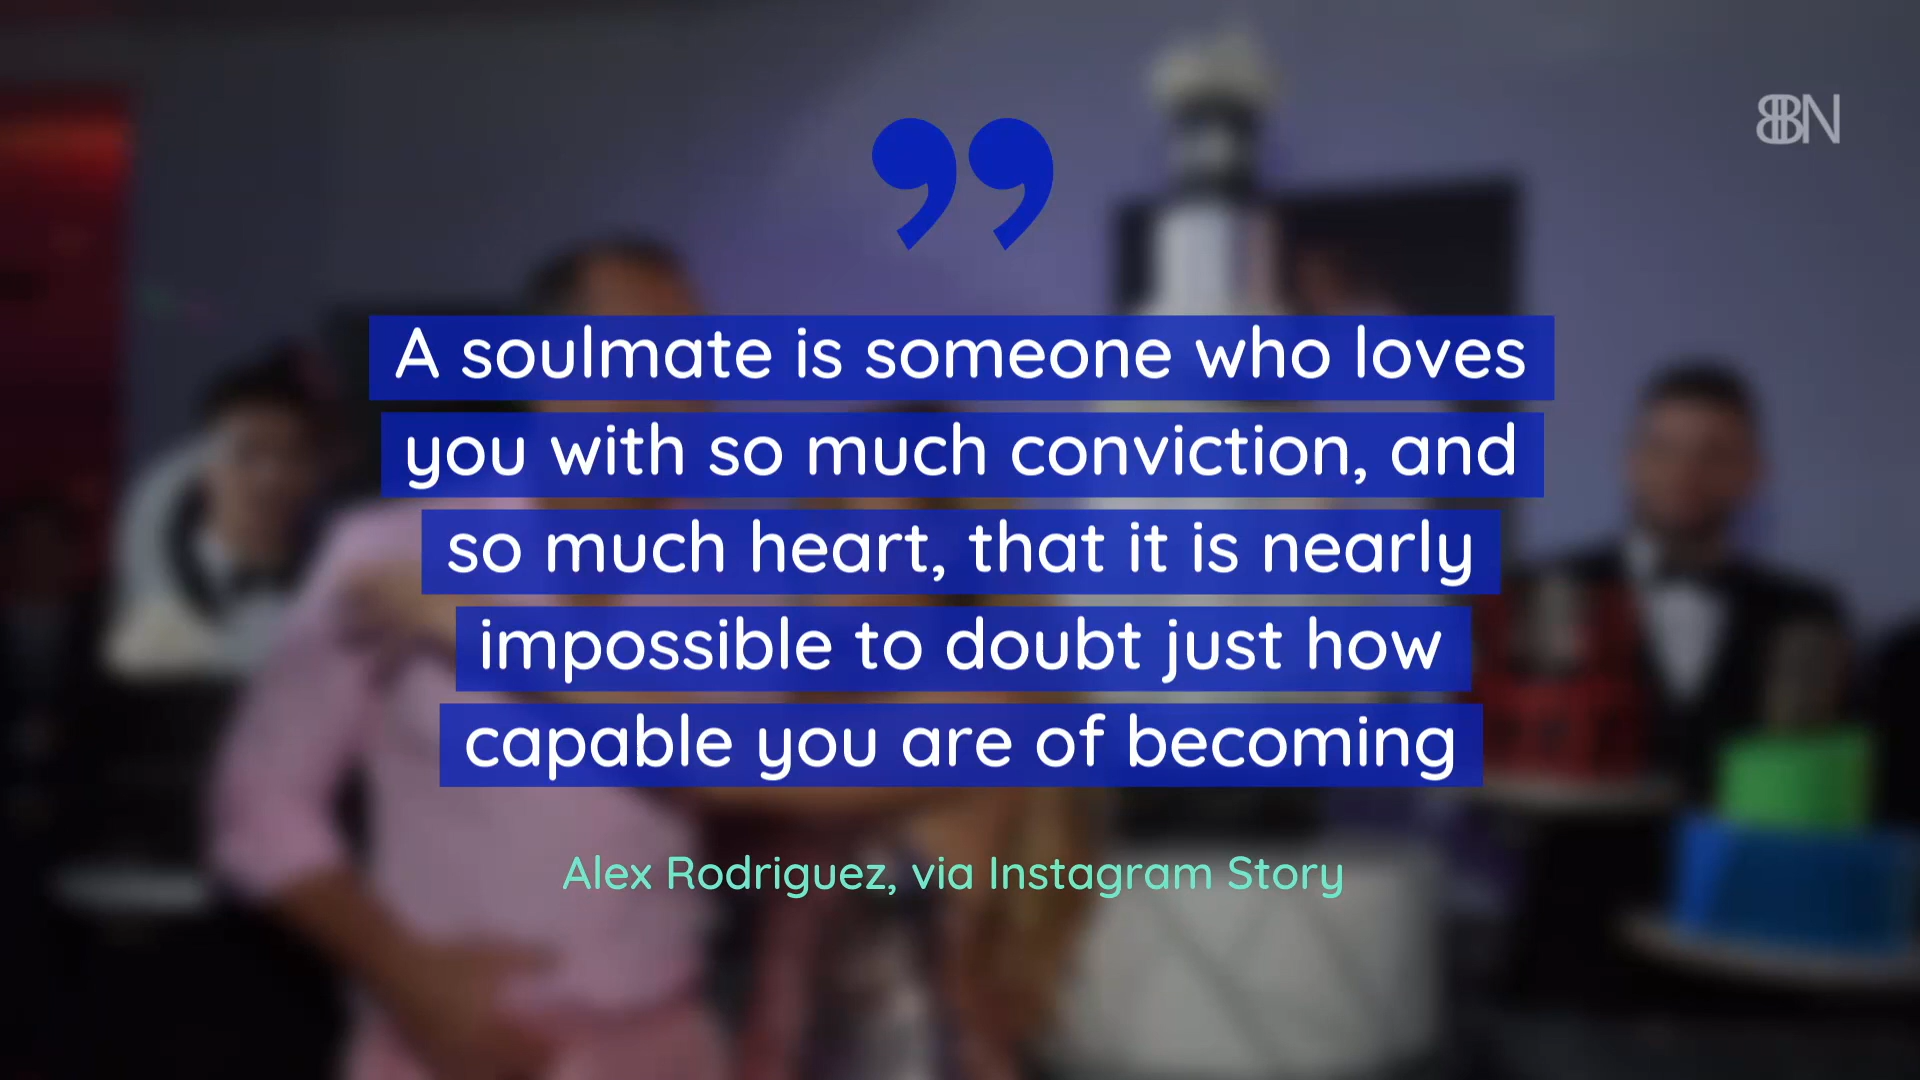 BBN
”
A soulmate is someone who loves
you with so much conviction, and
so much heart, that it is nearly
impossible to doubt just how
capable you are of becoming
Alex Rodriguez, via Instagram Story